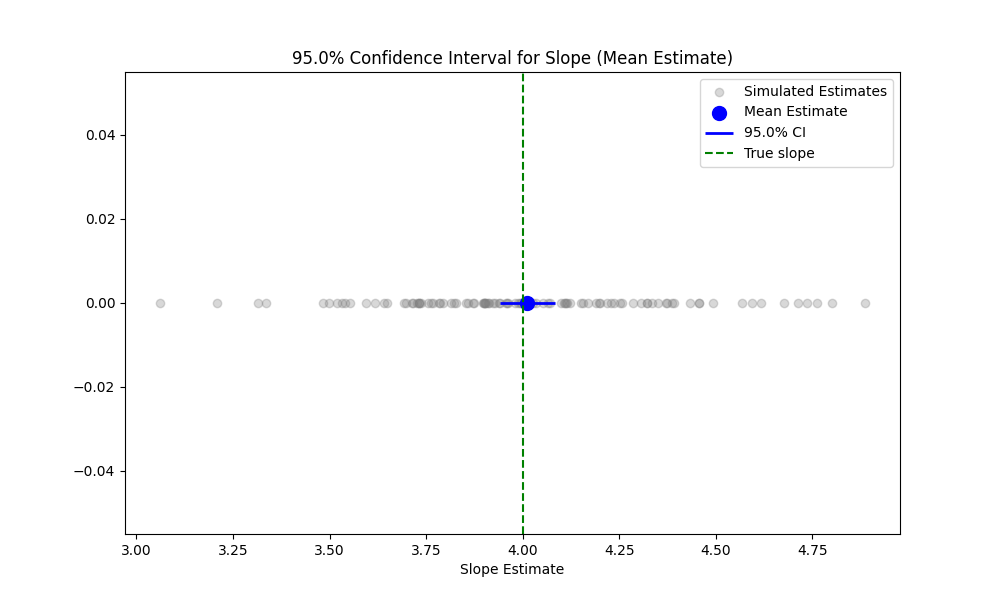 95.0% Confidence Interval for Slope (Mean Estimate)
Simulated Estimates
Mean Estimate
95.0% CI
True slope
0.04
0.02
0.00
−0.02
−0.04
3.00 3.25 3.50 3.75 4.00 4.25 4.50 4.75
Slope Estimate